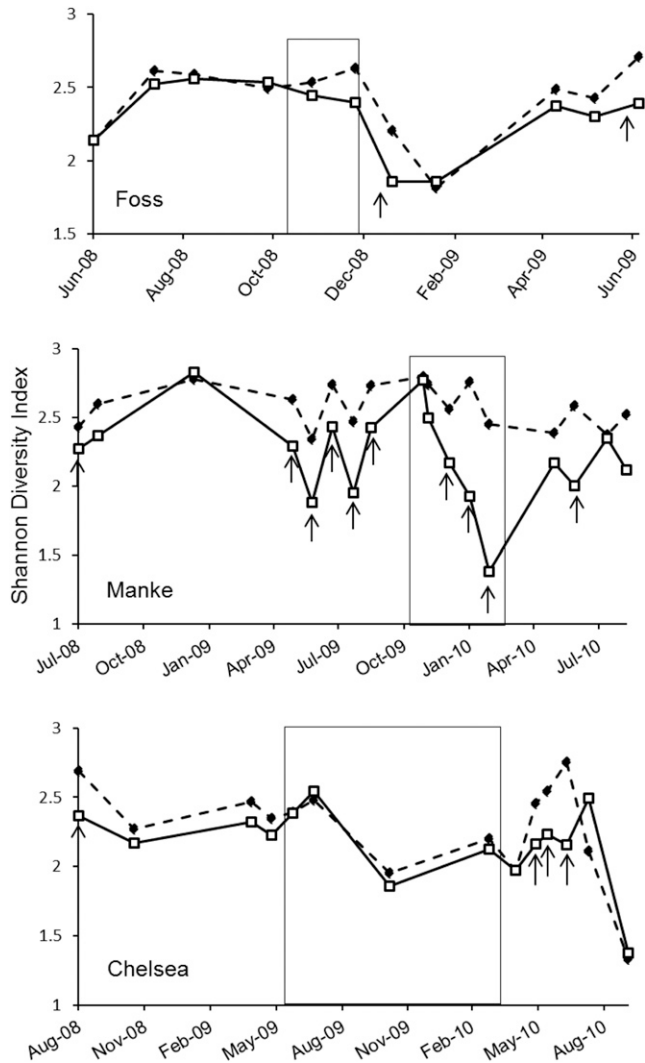 3
2.5
2
1.5
Foss
Jun-08
Aug-08
Oct-08
Dec-08
Feb-09
Apr-09
Jun-09
Shannon Diversity Index
3
2.5
2
1.5
1
Manke
Jul-08
Oct-08
Jan-09
Apr-09
Jul-09
Oct-09
Jan-10
Apr-10
Jul-10
3
2.5
2
1.5
1
Chelsea
Aug-08
Nov-08
Feb-09
May-09
Aug-09
Nov-09
Feb-10
May-10
Aug-10